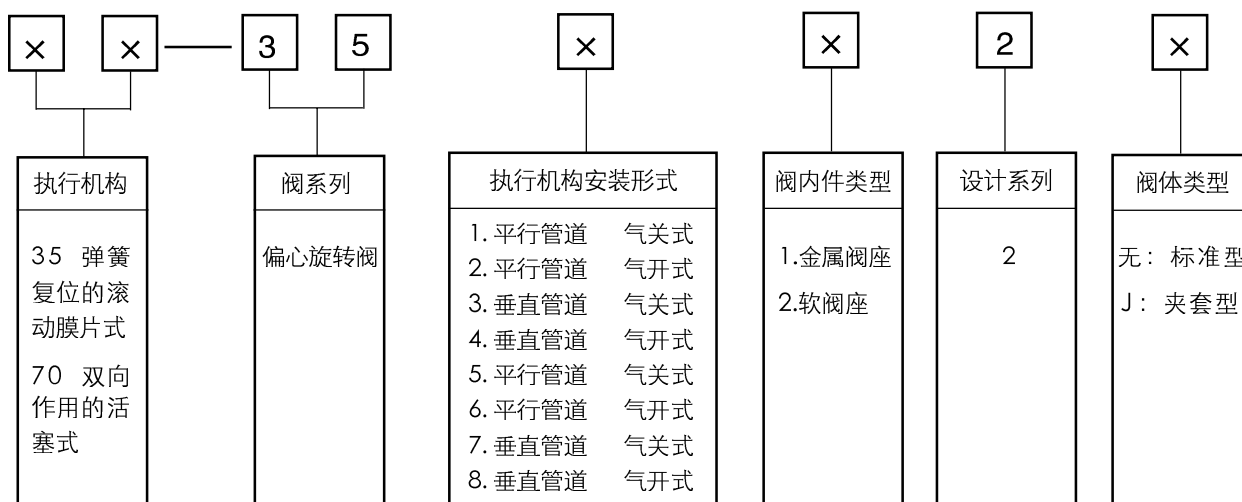 × × — 3 5 × × 2 ×
执行机构
35 弹簧
复位的滚
动膜片式
70 双向
作用的活
塞式
阀系列
偏心旋转阀
执行机构安装形式
1. 平行管道 气关式
2. 平行管道 气开式
3. 垂直管道 气关式
4. 垂直管道 气开式
5. 平行管道 气关式
6. 平行管道 气开式
7. 垂直管道 气关式
8. 垂直管道 气开式
阀内件类型
1.金属阀座
2.软阀座
设计系列
2
阀体类型
无: 标准型
J: 夹套型